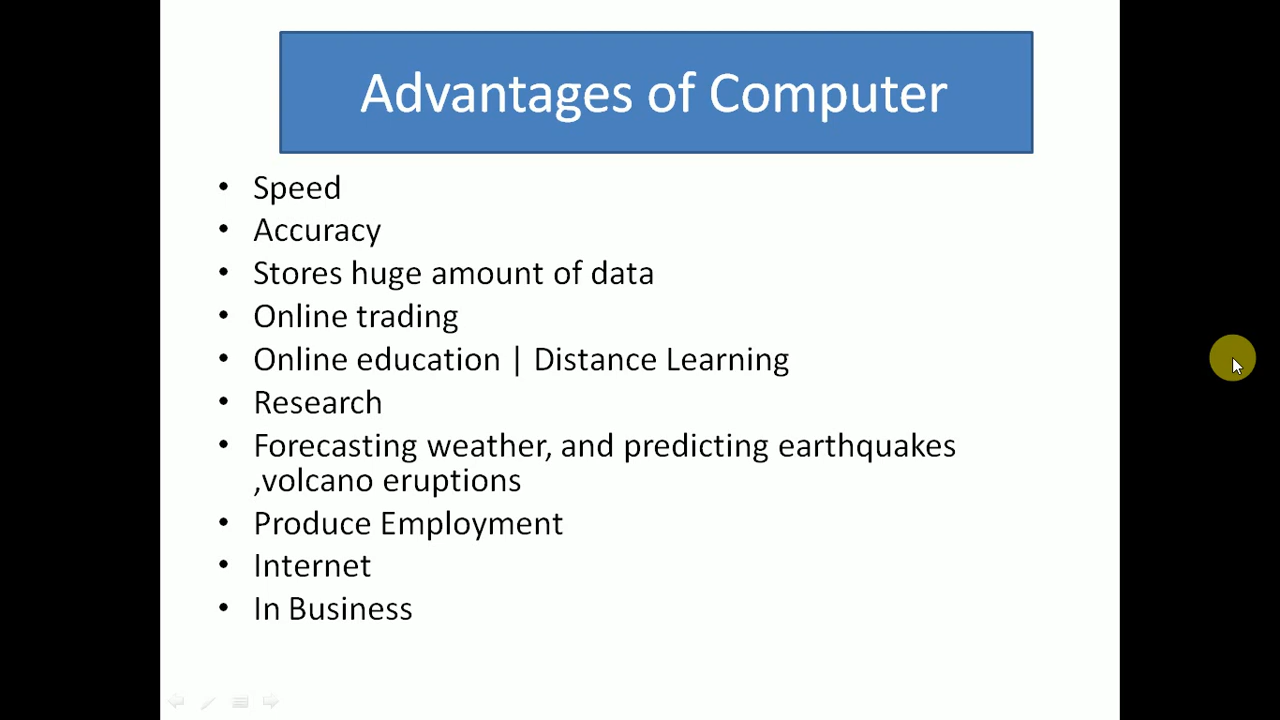 Advantages of Computer
• Speed
• Accuracy
• Stores huge amount of data
• Online trading
• Online education | Distance Learning
• Research
• Forecasting weather, and predicting earthquakes
,volcano eruptions
• Produce Employment
• Internet
• In Business